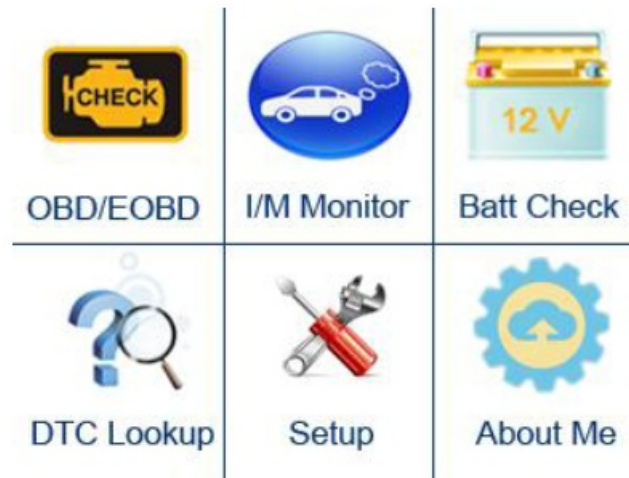 CHECK
12 V
OBD/EOBD
I/M Monitor
Batt Check
DTC Lookup
Setup
About Me